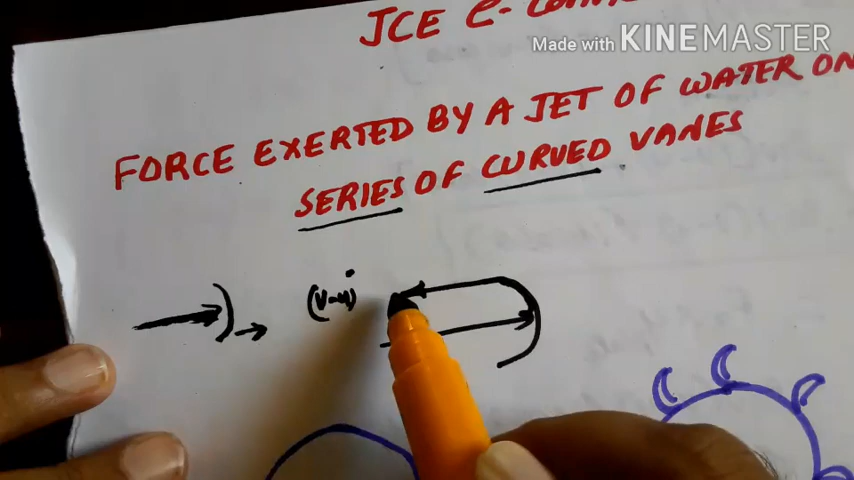 JCE E-
Made with KINEMASTER
FORCE EXERTED BY A JET OF WATER ON
SERIES OF CURVED VANES
(V-u)